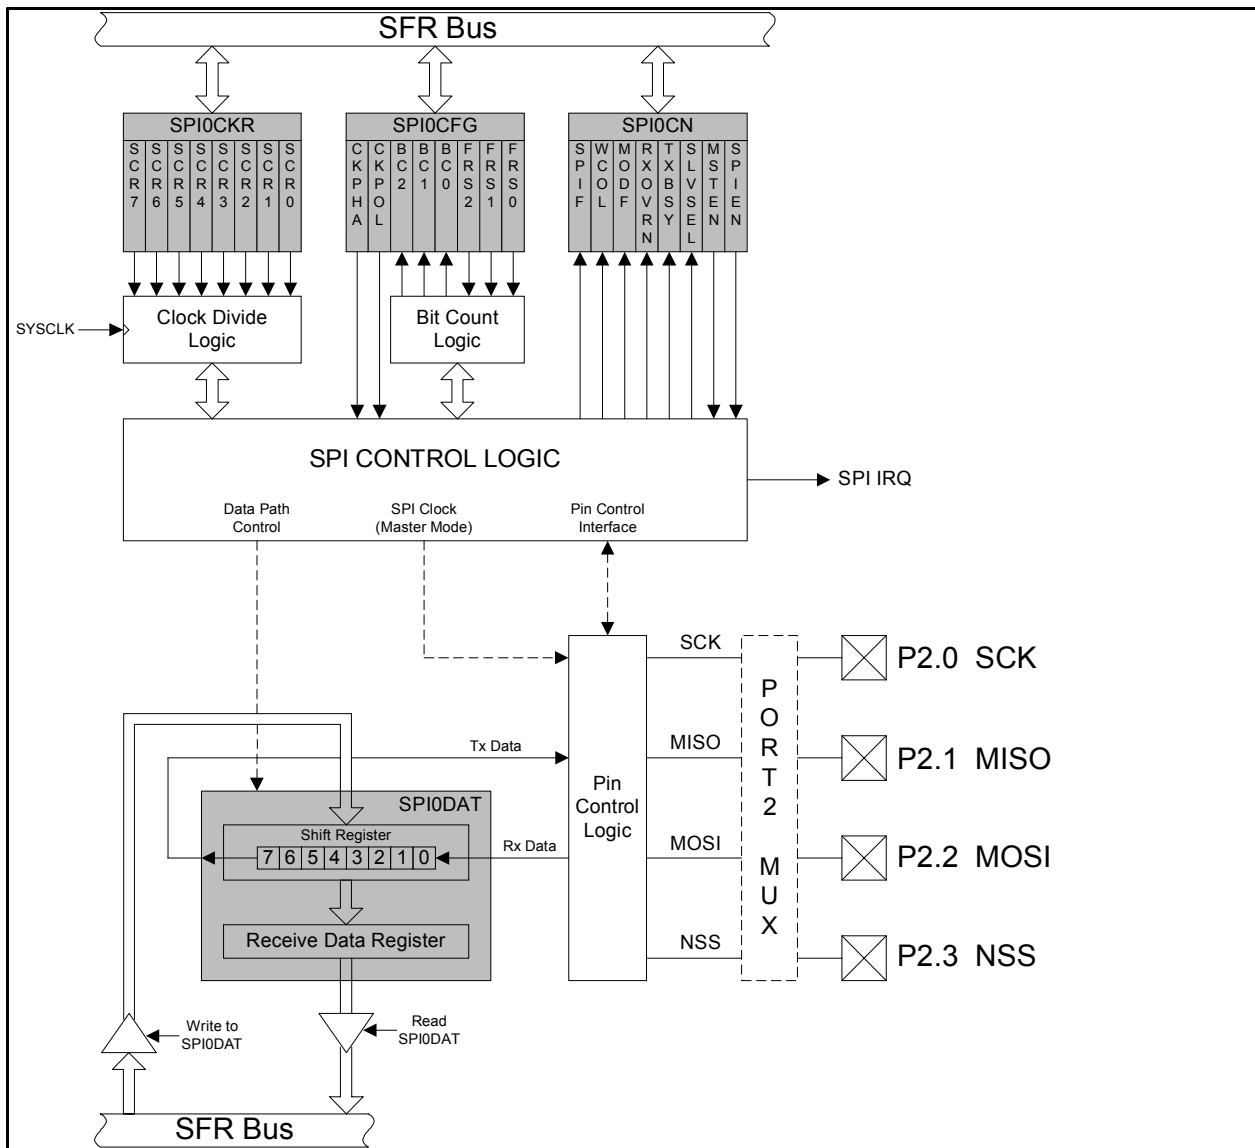 SFR Bus
SPI0CKR
SCR7 SCR6 SCR5 SCR4 SCR3 SCR2 SCR1 SCR0
SPI0CFG
CKPHA CKPOL BC2 BC1 BC0 FRS2 FRS1 FRS0
SPI0CN
SPIF WCOL MODF RXOVRN TXBSY SLVSEL MSTEN SPIEN
SYSCLK
Clock Divide
Logic
Bit Count
Logic
SPI CONTROL LOGIC
SPI IRQ
Data Path
Control
SPI Clock
(Master Mode)
Pin Control
Interface
SCK
MISO
MOSI
NSS
PORT2 MUX
P2.0 SCK
P2.1 MISO
P2.2 MOSI
P2.3 NSS
Pin
Control
Logic
Tx Data
Rx Data
SPI0DAT
Shift Register
7 6 5 4 3 2 1 0
Receive Data Register
Write to
SPI0DAT
Read
SPI0DAT
SFR Bus